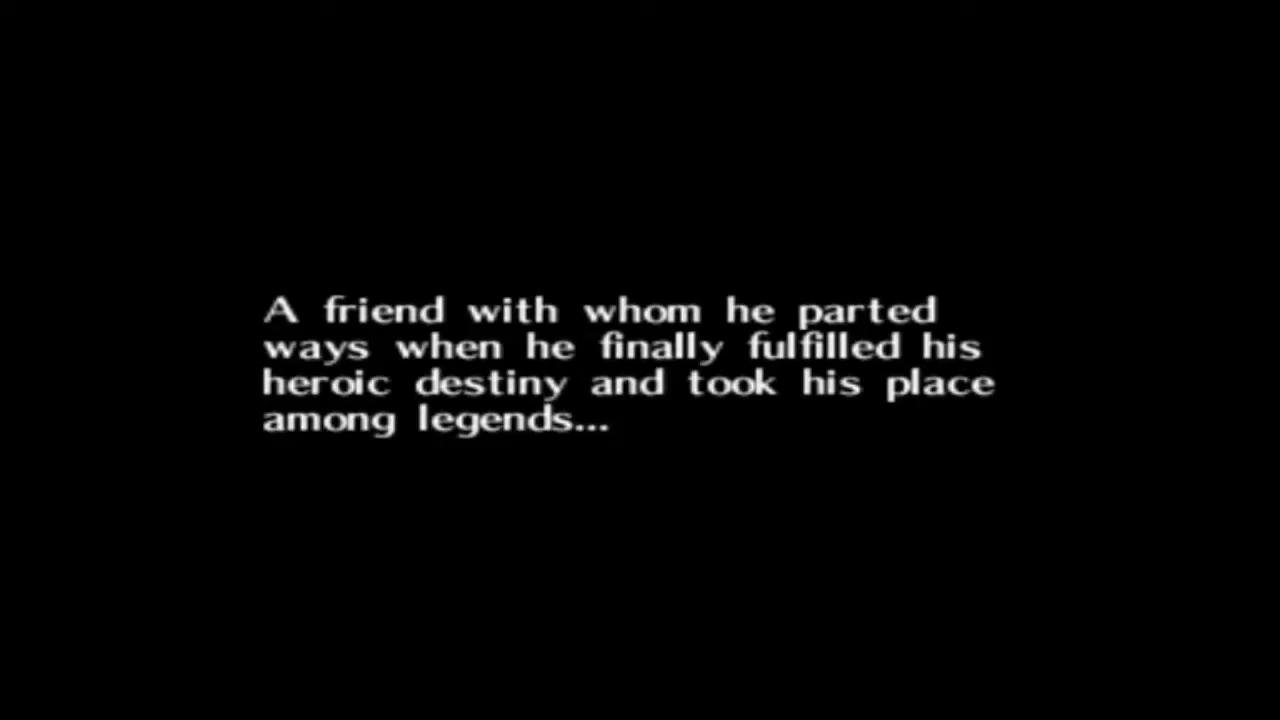 A friend with whom he parted
ways when he finally fulfilled his
heroic destiny and took his place
among legends...